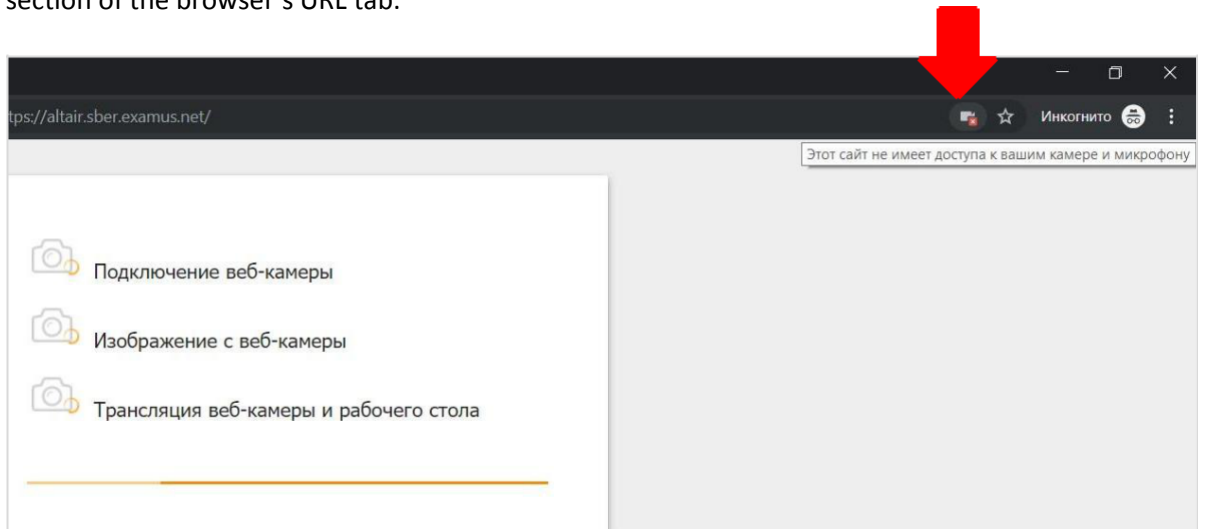 section of the browser's URL tab.
tps://altair.sber.examus.net/
Инкогнито
Этот сайт не имеет доступа к вашим камере и микрофону
Подключение веб-камеры
Изображение с веб-камеры
Трансляция веб-камеры и рабочего стола